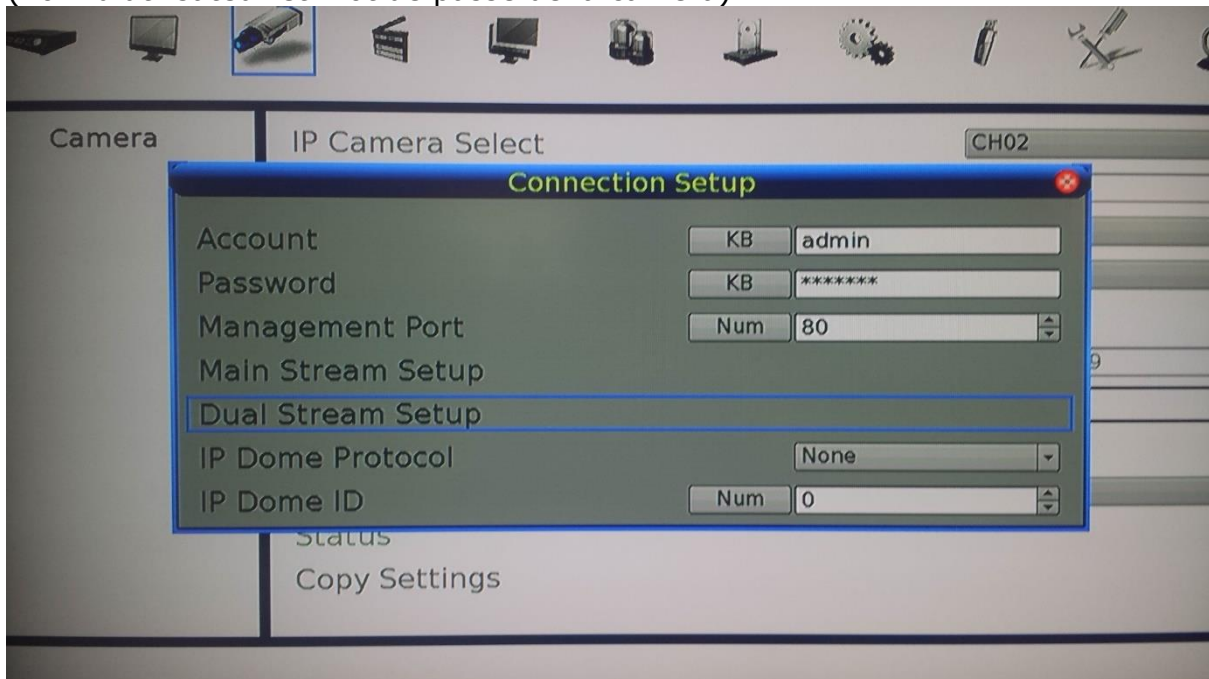 Camera
IP Camera Select CH02
Connection Setup
Account KB admin
Password KB *******
Management Port Num 80
Main Stream Setup
Dual Stream Setup
IP Dome Protocol None
IP Dome ID Num 0
Status
Copy Settings